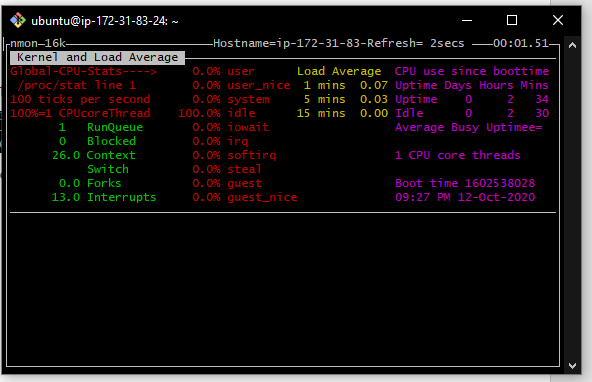 ubuntu@ip-172-31-83-24: ~
nmon─16k Hostname=ip-172-31-83-Refresh= 2secs 00:01.51
Kernel and Load Average
Global-CPU-Stats----> 0.0% user Load Average CPU use since boottime
/proc/stat line 1 0.0% user_nice 1 mins 0.07 Uptime Days Hours Mins
100 ticks per second 0.0% system 5 mins 0.03 Uptime 0 2 34
100%=1 CPUcoreThread 100.0% idle 15 mins 0.00 Idle 0 2 30
1 RunQueue 0.0% iowait Average Busy Uptimee=
0 Blocked 0.0% irq
26.0 Context 0.0% softirq 1 CPU core threads
Switch 0.0% steal
0.0 Forks 0.0% guest Boot time 1602538028
13.0 Interrupts 0.0% guest_nice 09:27 PM 12-Oct-2020